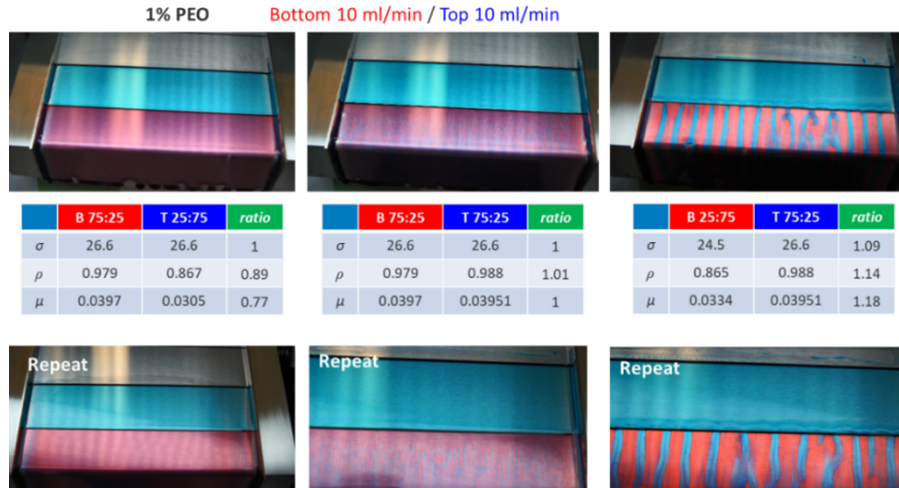 1% PEO Bottom 10 ml/min / Top 10 ml/min
B 75:25 T 25:75 ratio
σ 26.6 26.6 1
ρ 0.979 0.867 0.89
μ 0.0397 0.0305 0.77
B 75:25 T 75:25 ratio
σ 26.6 26.6 1
ρ 0.979 0.988 1.01
μ 0.0397 0.03951 1
B 25:75 T 75:25 ratio
σ 24.5 26.6 1.09
ρ 0.865 0.988 1.14
μ 0.0334 0.03951 1.18
Repeat
Repeat
Repeat